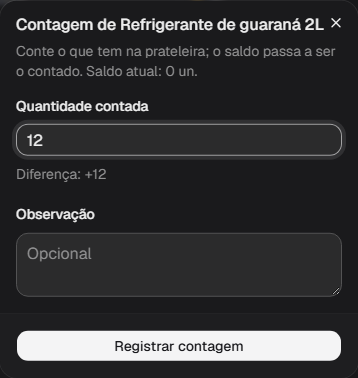 Contagem de Refrigerante de guaraná 2L
Conte o que tem na prateleira; o saldo passa a ser
o contado. Saldo atual: 0 un.
Quantidade contada
12
Diferença: +12
Observação
Opcional
Registrar contagem